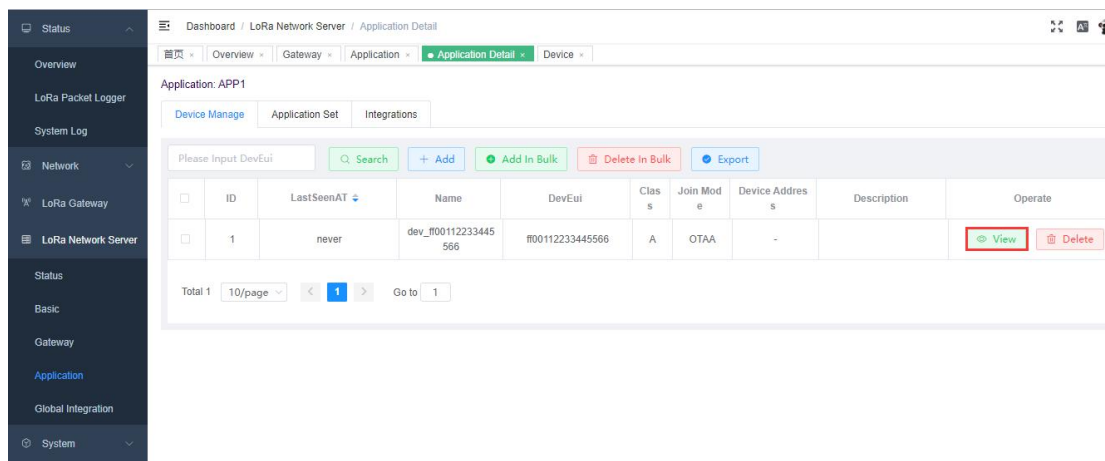 Status
Overview
LoRa Packet Logger
System Log
Network
LoRa Gateway
LoRa Network Server
Status
Basic
Gateway
Application
Global Integration
System
Dashboard / LoRa Network Server / Application Detail
首页 × Overview × Gateway × Application × Application Detail × Device ×
Application: APP1
Device Manage Application Set Integrations
Please Input DevEui Search + Add Add In Bulk Delete In Bulk Export
ID LastSeenAT Name DevEui Clas Join Mod Device Addres Description Operate
s e s
1 never dev_ff00112233445 ff00112233445566 A OTAA - View Delete
566
Total 1 10/page < 1 > Go to 1